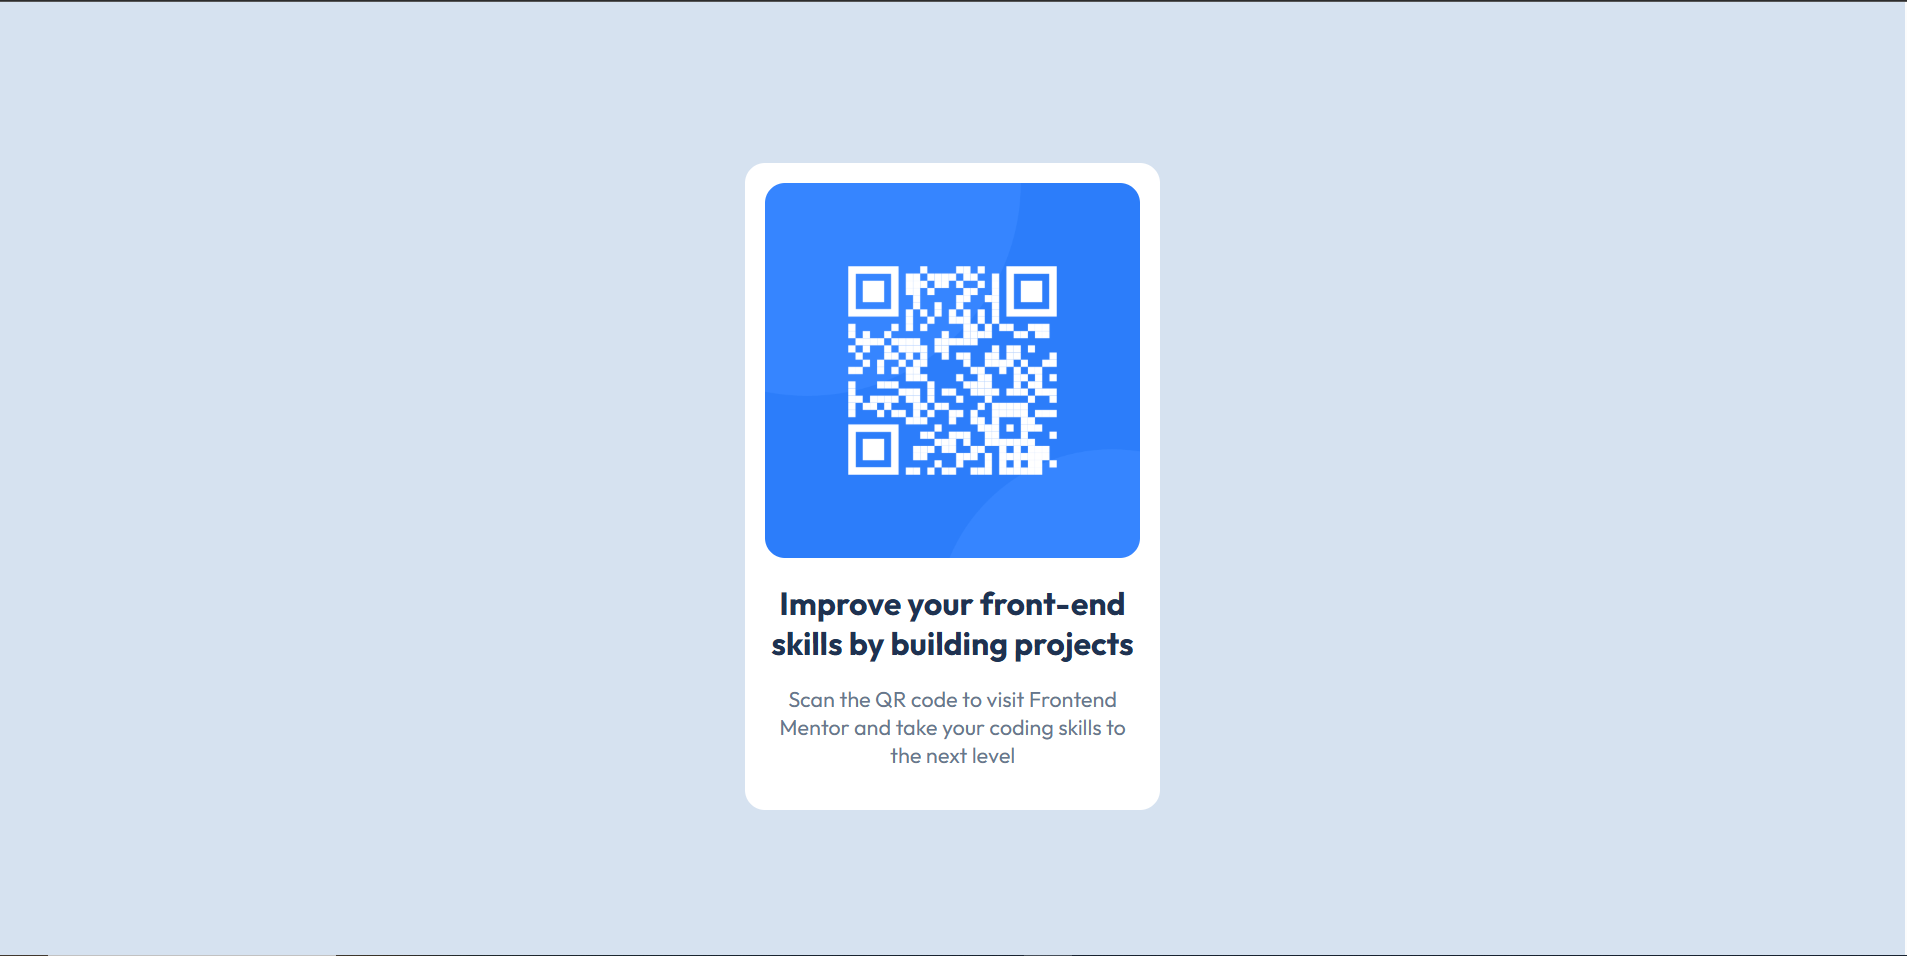 Improve your front-end
skills by building projects
Scan the QR code to visit Frontend
Mentor and take your coding skills to
the next level